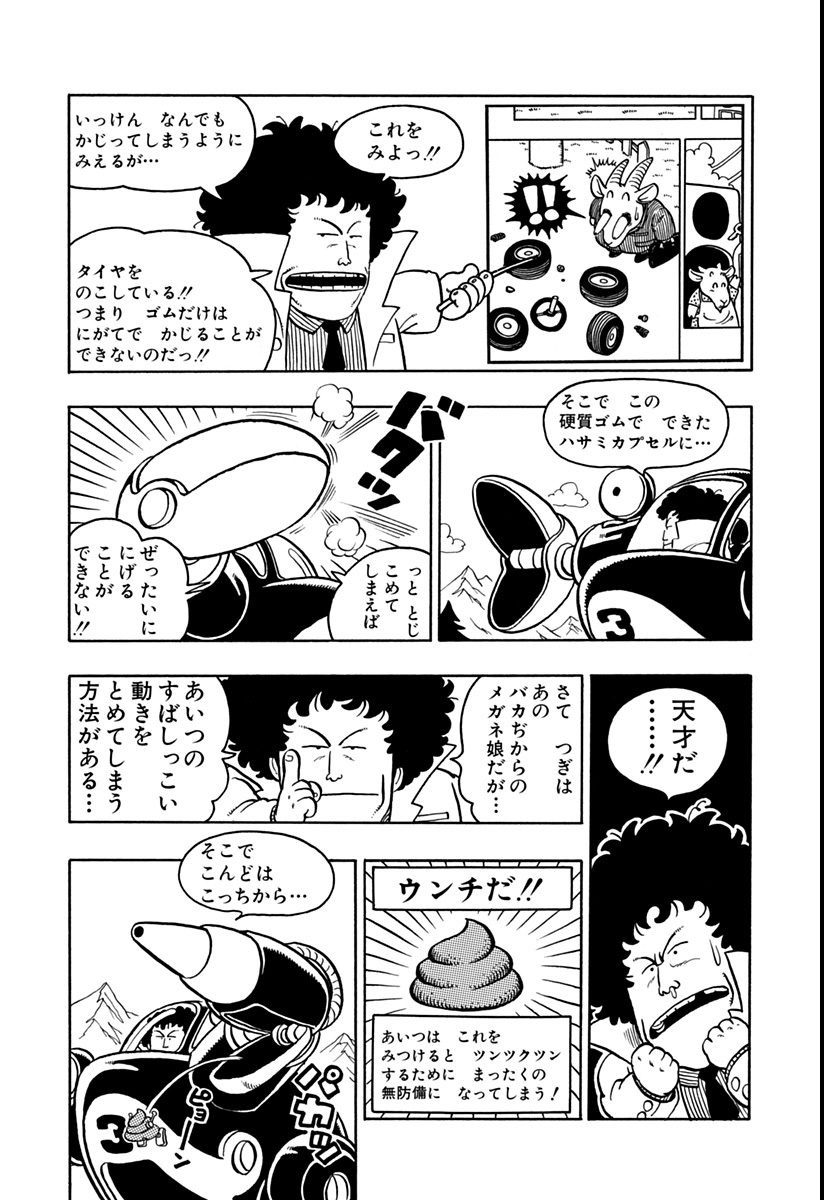 これを
みよっ!!
!!
いっけん なんでも
かじってしまうように
みえるが…
タイヤを
のこしている!!
つまり ゴムだけは
にがてで かじることが
できないのだっ!!
そこで この
硬質ゴムで できた
ハサミカプセルに…
3
バクッ
っと とじ
こめて
しまえば
ぜったいに
にげる
ことが
できない!!
天才だ
……!!
さて つぎは
あの
バカぢからの
メガネ娘だが…
あいつの
すばしっこい
動きを
とめてしまう
方法がある…
ウンチだ!!
あいつは これを
みつけると ツンツクツン
するために まったくの
無防備に なってしまう!
そこで
こんどは
こっちから…
パカッ
ピョーン
3